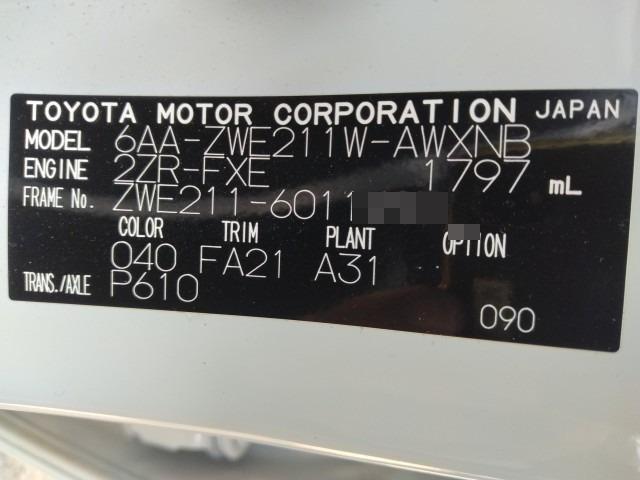 TOYOTA MOTOR CORPORATION JAPAN
MODEL 6AA-ZWE211W-AWXNB
ENGINE 2ZR-FXE 1797 mL
FRAME No. ZWE211-6011
COLOR TRIM PLANT OPTION
040 FA21 A31
TRANS./AXLE P610
090